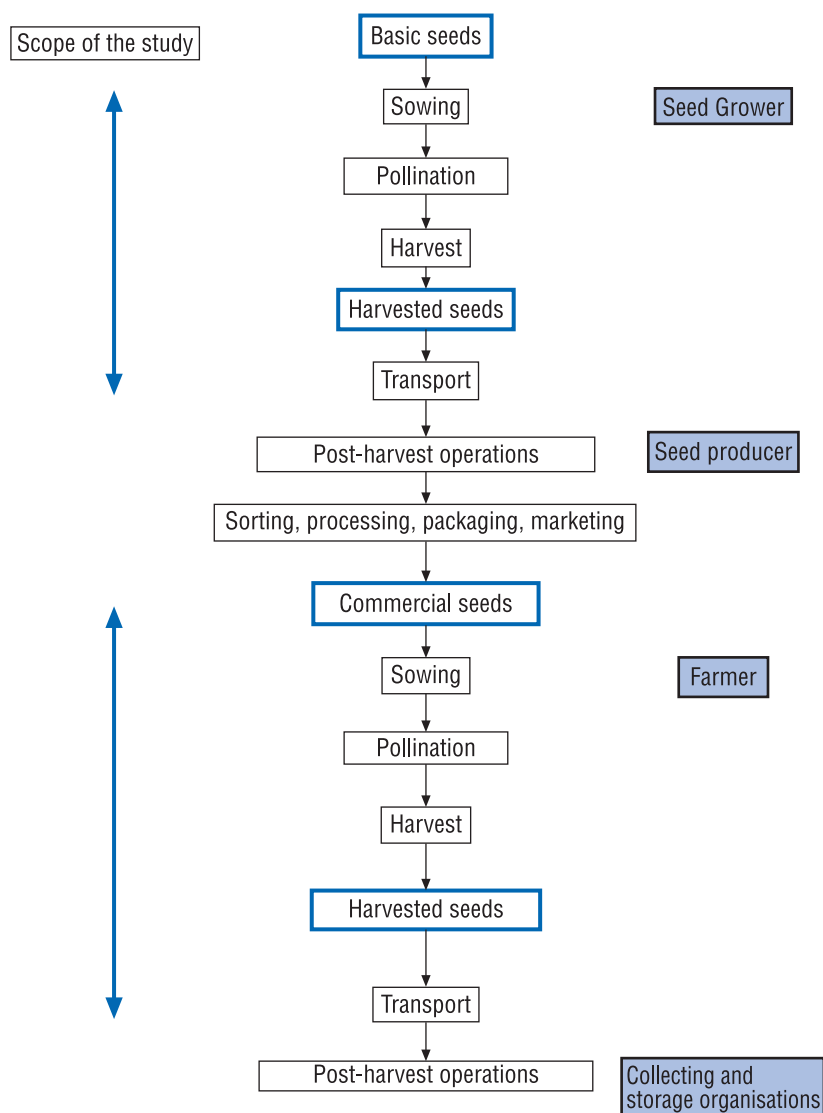 Scope of the study
Basic seeds
Sowing
Seed Grower
Pollination
Harvest
Harvested seeds
Transport
Post-harvest operations
Seed producer
Sorting, processing, packaging, marketing
Commercial seeds
Sowing
Farmer
Pollination
Harvest
Harvested seeds
Transport
Post-harvest operations
Collecting and
storage organisations